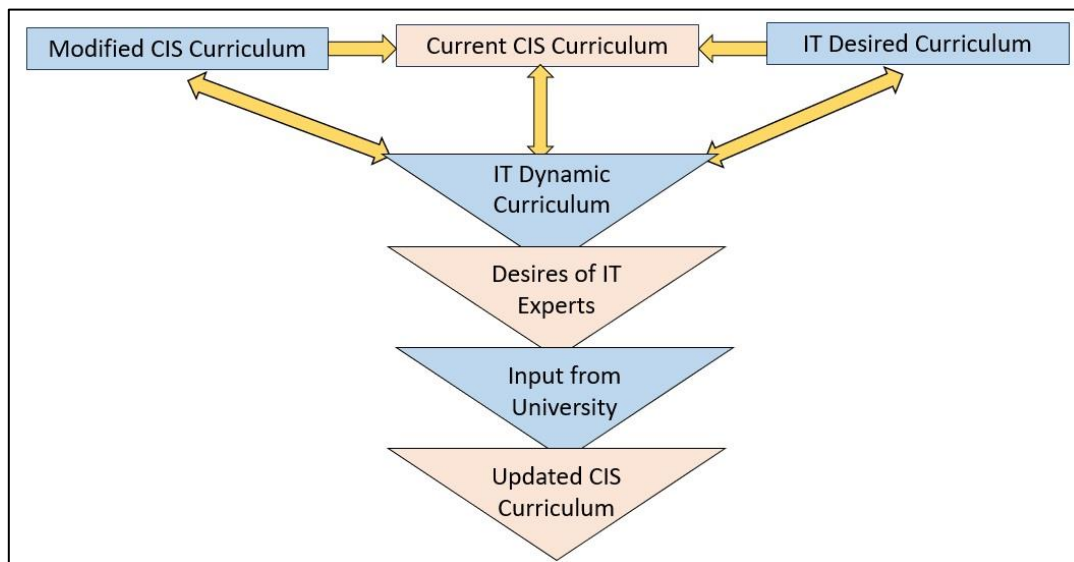 Modified CIS Curriculum
Current CIS Curriculum
IT Desired Curriculum
IT Dynamic
Curriculum
Desires of IT
Experts
Input from
University
Updated CIS
Curriculum